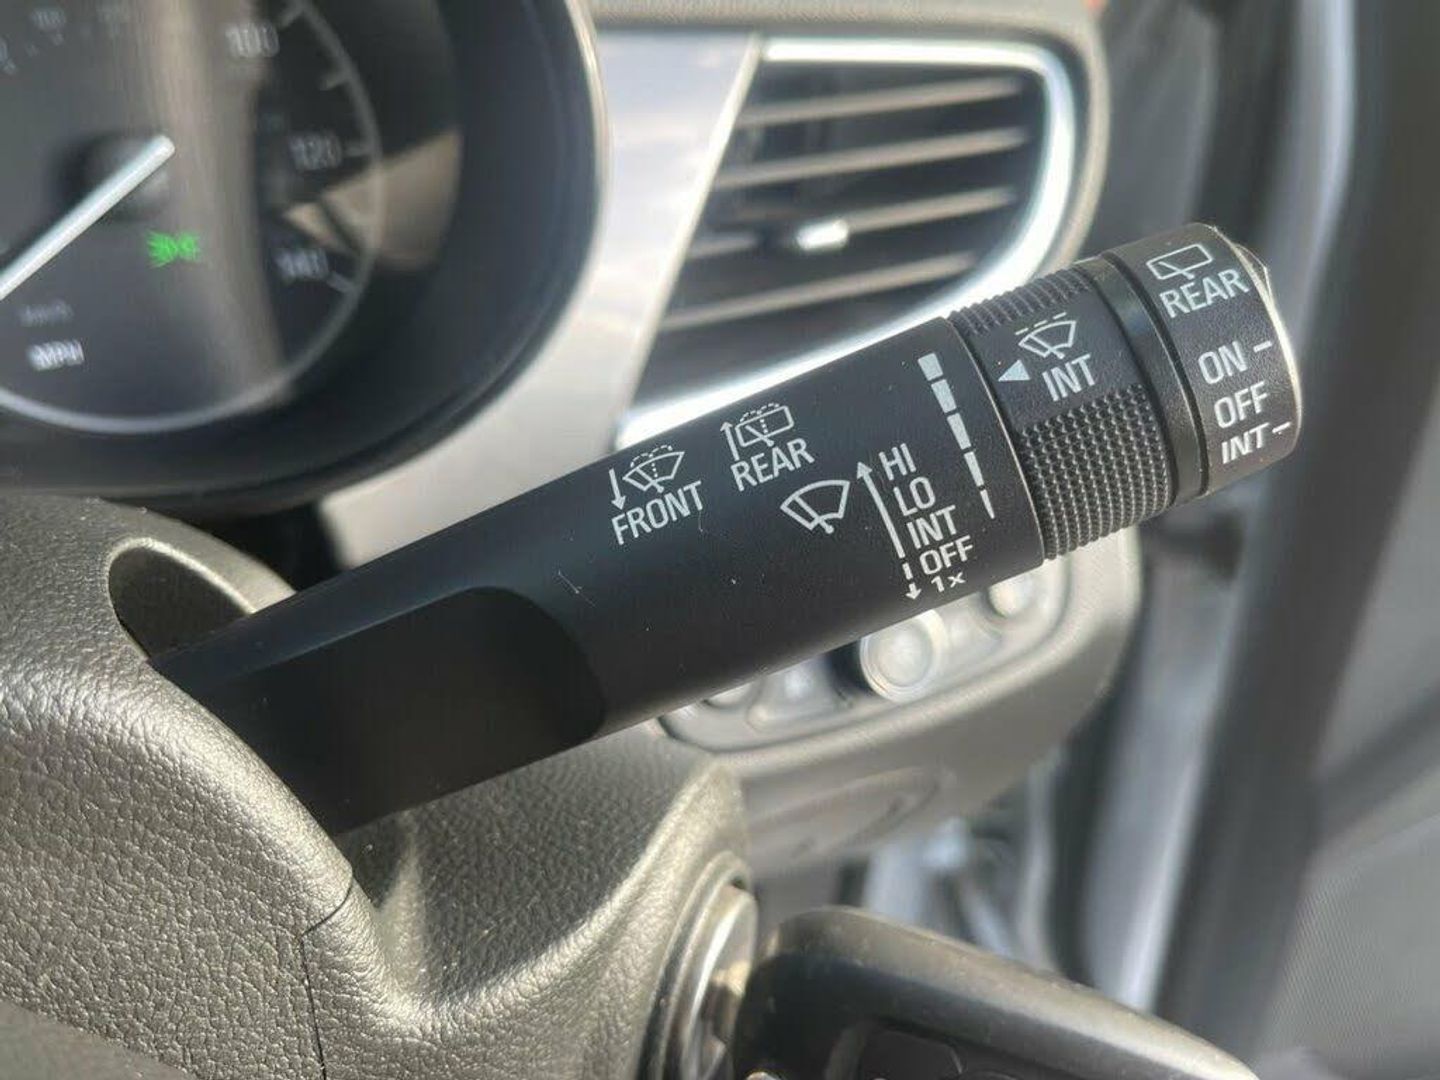 100
120
140
MPH
FRONT
REAR
HI
LO
INT
OFF
1x
INT
REAR
ON
OFF
INT